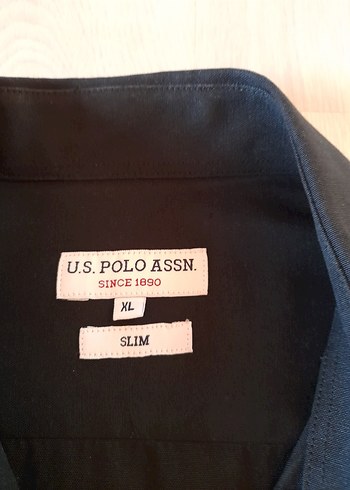 U.S. POLO ASSN.
SINCE 1890
XL
SLIM